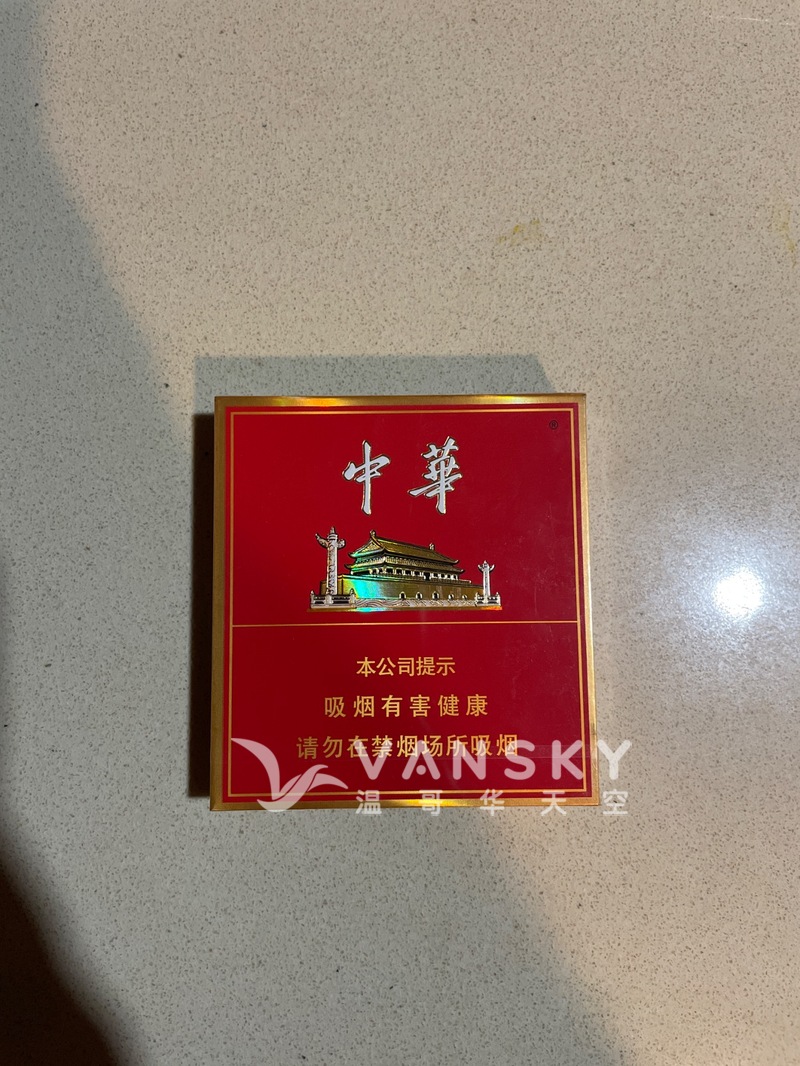 中華
®
本公司提示
吸烟有害健康
请勿在禁烟场所吸烟
VANSKY
温哥华天空